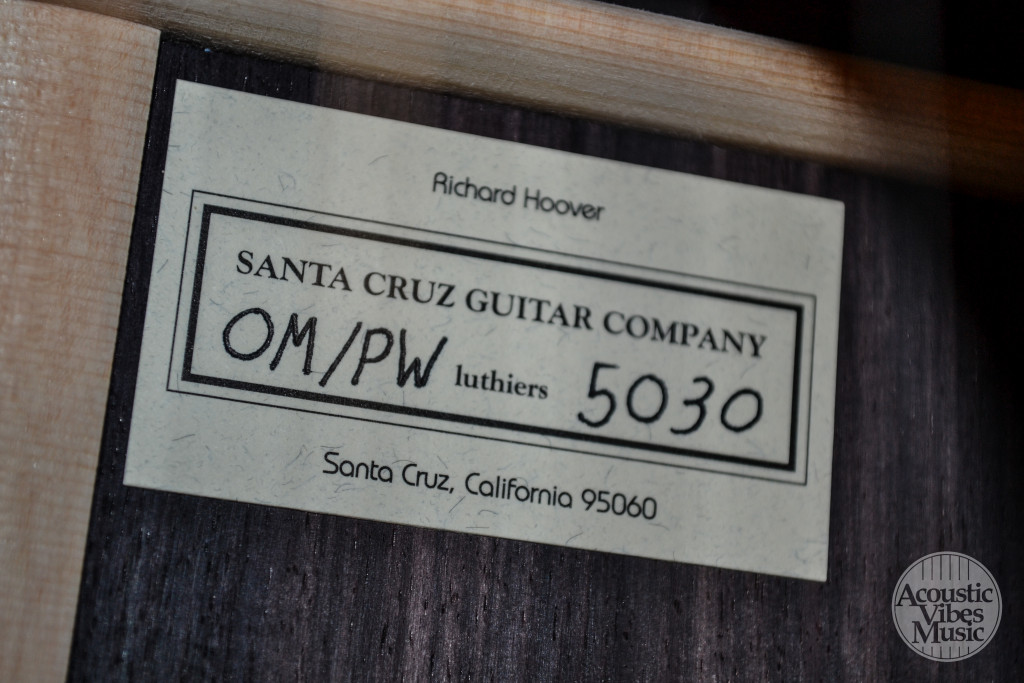 Richard Hoover
SANTA CRUZ GUITAR COMPANY
OM/PW luthiers 5030
Santa Cruz, California 95060
Acoustic
Vibes
Music